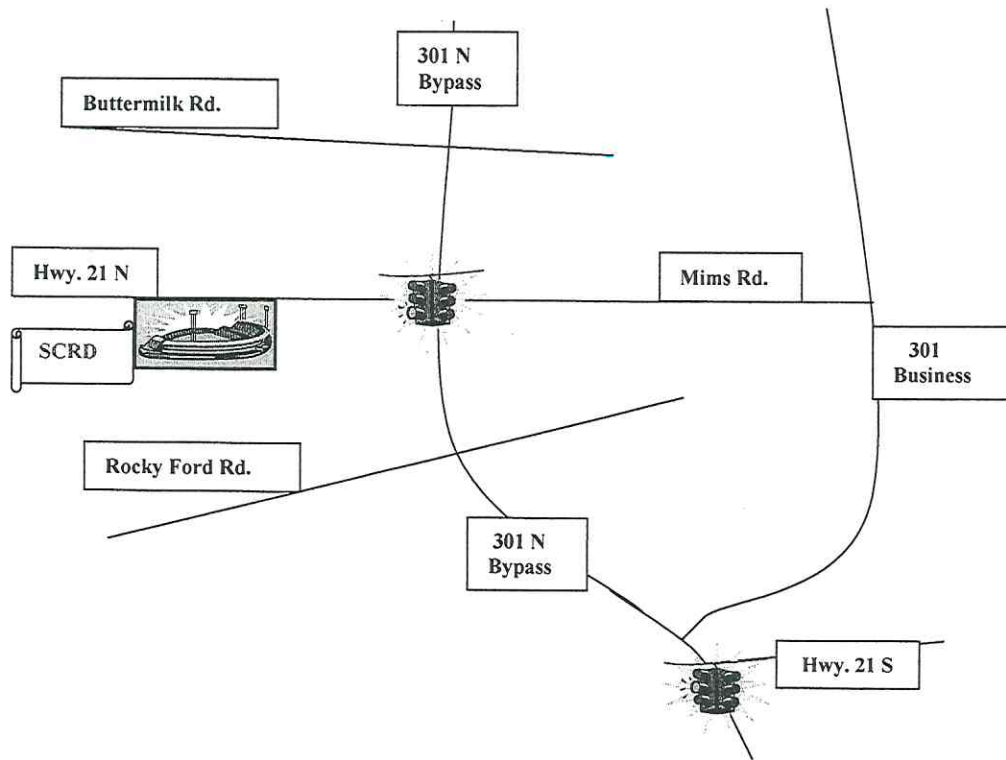 301 N
Bypass
Buttermilk Rd.
Hwy. 21 N
Mims Rd.
SCRD
301
Business
Rocky Ford Rd.
301 N
Bypass
Hwy. 21 S